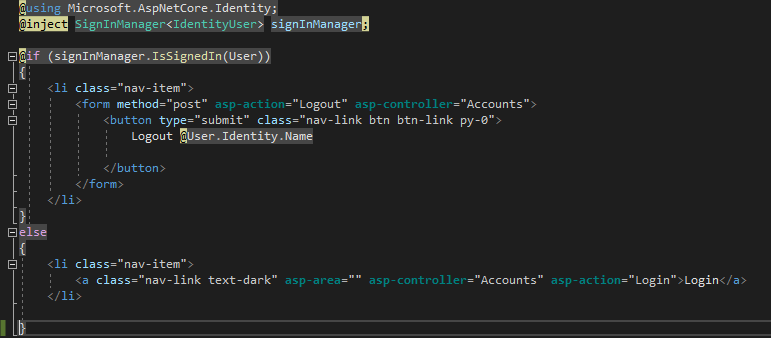 @using Microsoft.AspNetCore.Identity;
@inject SignInManager<IdentityUser> signInManager;
@if (signInManager.IsSignedIn(User))
{
<li class="nav-item">
<form method="post" asp-action="Logout" asp-controller="Accounts">
<button type="submit" class="nav-link btn btn-link py-0">
Logout @User.Identity.Name
</button>
</form>
</li>
}
else
{
<li class="nav-item">
<a class="nav-link text-dark" asp-area="" asp-controller="Accounts" asp-action="Login">Login</a>
</li>
}